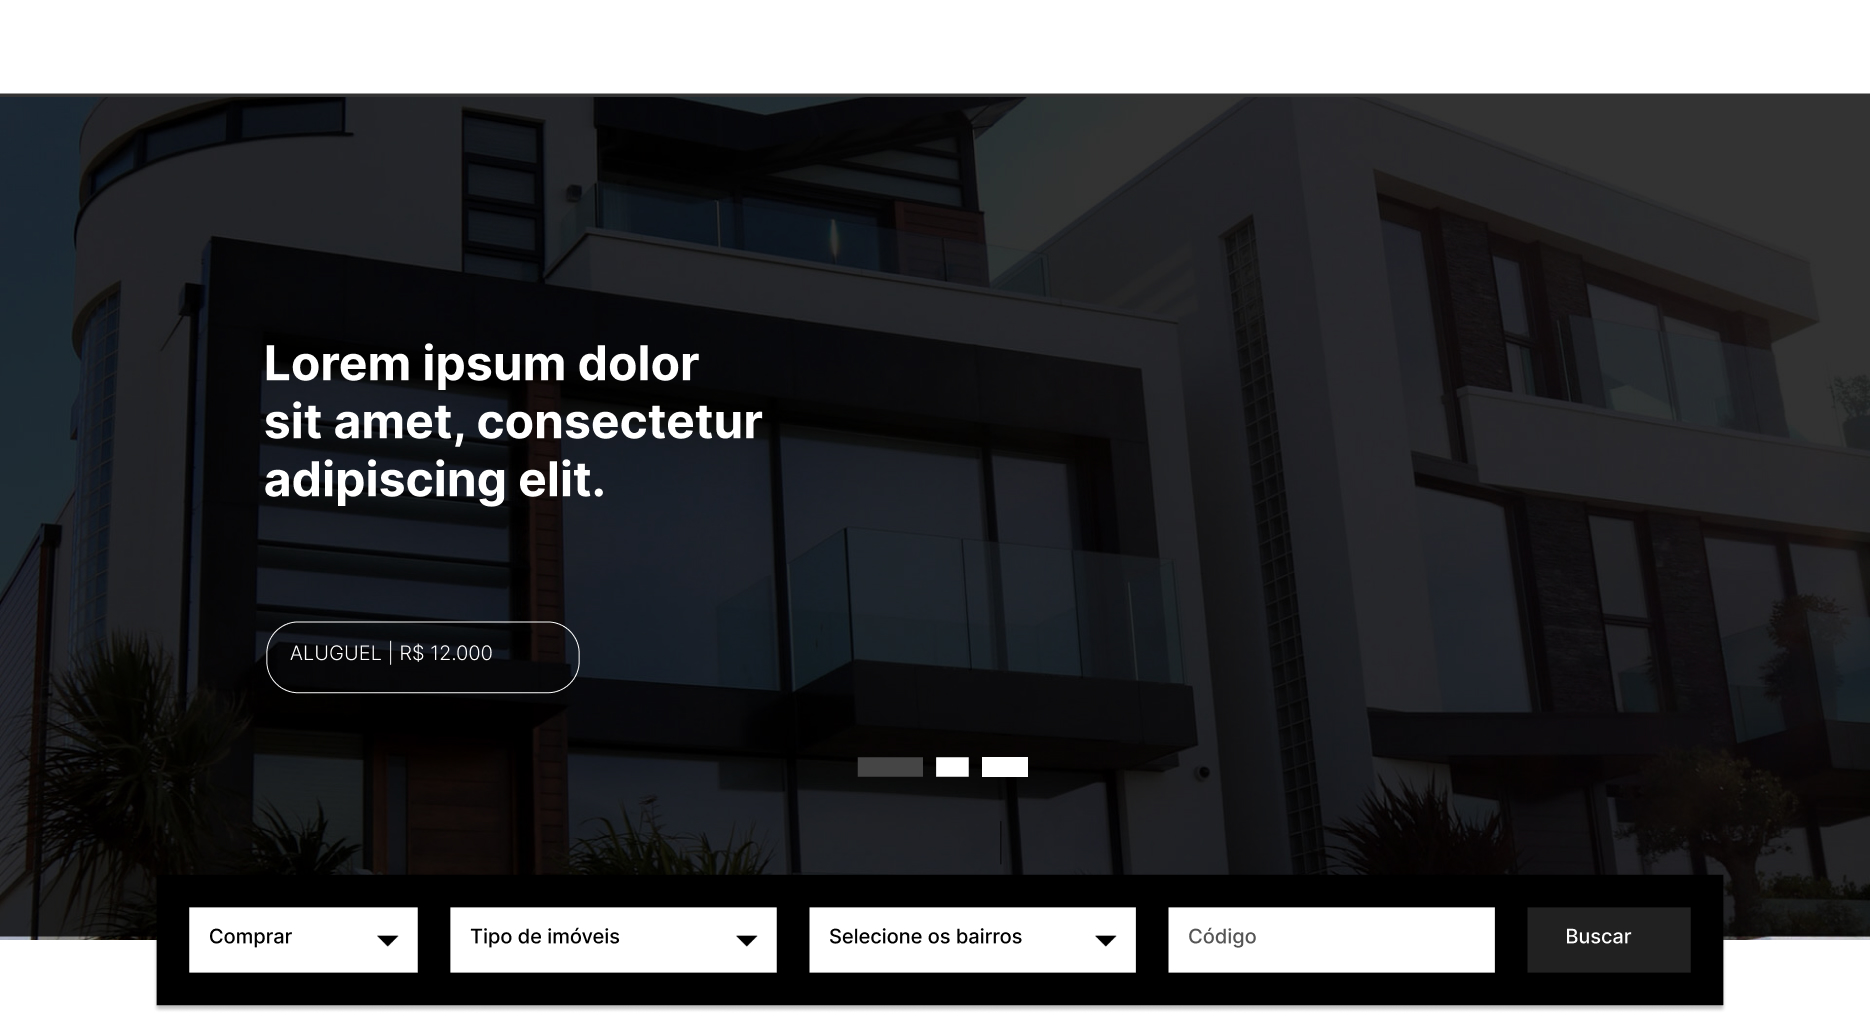 Lorem ipsum dolor
sit amet, consectetur
adipiscing elit.
ALUGUEL | R$ 12.000
Comprar
Tipo de imóveis
Selecione os bairros
Código
Buscar